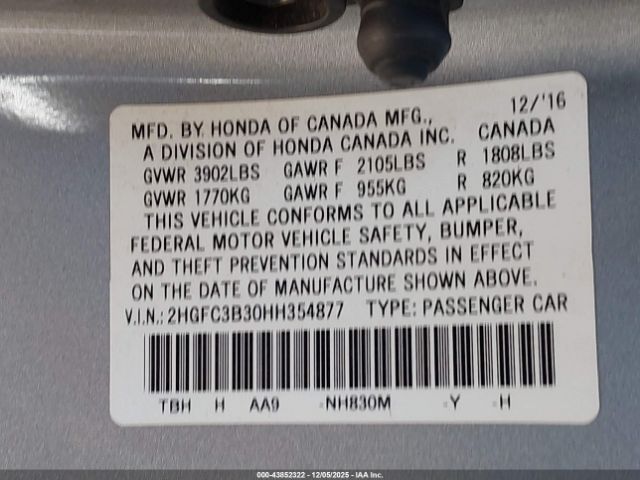 12/'16
MFD. BY HONDA OF CANADA MFG., CANADA
A DIVISION OF HONDA CANADA INC.
GVWR 3902LBS GAWR F 2105LBS R 1808LBS
GVWR 1770KG GAWR F 955KG R 820KG
THIS VEHICLE CONFORMS TO ALL APPLICABLE
FEDERAL MOTOR VEHICLE SAFETY, BUMPER,
AND THEFT PREVENTION STANDARDS IN EFFECT
ON THE DATE OF MANUFACTURE SHOWN ABOVE.
V.I.N.: 2HGFC3B30HH354877 TYPE: PASSENGER CAR
TBH H AA9 -NH830M -Y -H
000-43852322 - 12/05/2025 - IAA Inc.